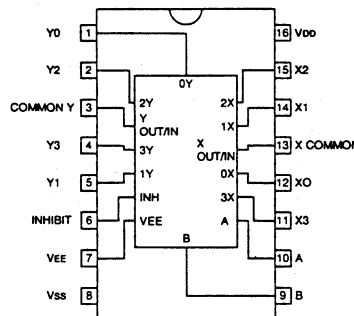 Y0 1 16 VDD
0Y
Y2 2 2Y 2X 15 X2
COMMON Y 3 Y OUT/IN 1X 14 X1
Y3 4 3Y X OUT/IN 13 X COMMON
Y1 5 1Y 0X 12 XO
INHIBIT 6 INH 3X 11 X3
VEE 7 VEE A 10 A
B
VSS 8 9 B